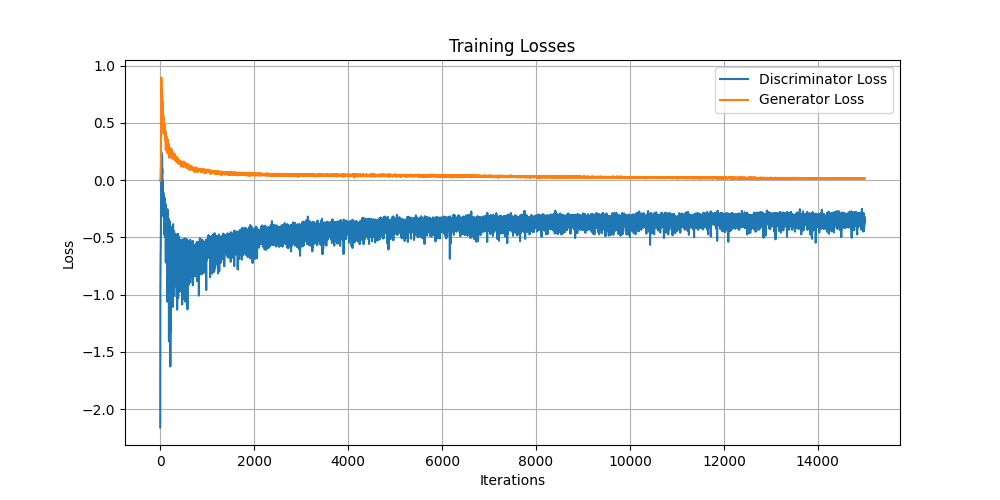 Training Losses
1.0
0.5
0.0
−0.5
−1.0
−1.5
−2.0
Loss
Discriminator Loss
Generator Loss
0 2000 4000 6000 8000 10000 12000 14000
Iterations